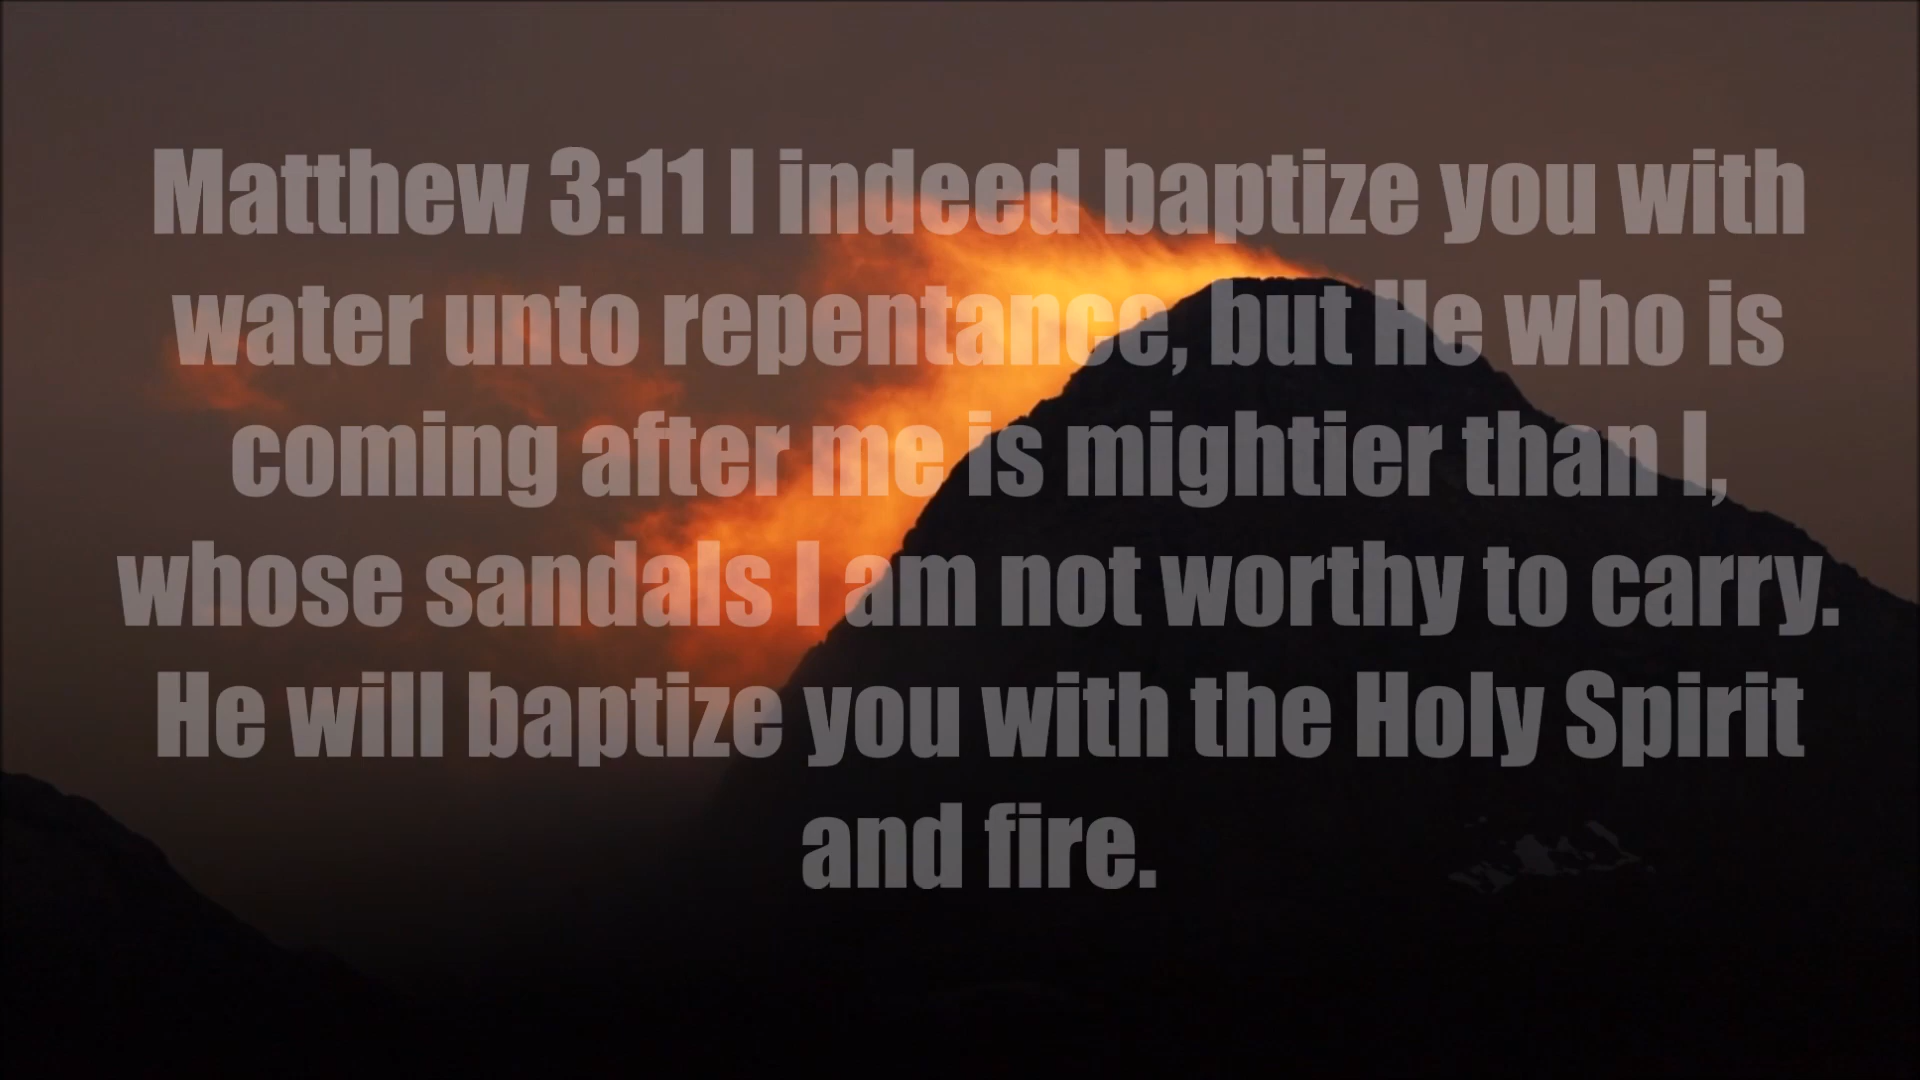 Matthew 3:11 I indeed baptize you with
water unto repentance, but He who is
coming after me is mightier than I,
whose sandals I am not worthy to carry.
He will baptize you with the Holy Spirit
and fire.